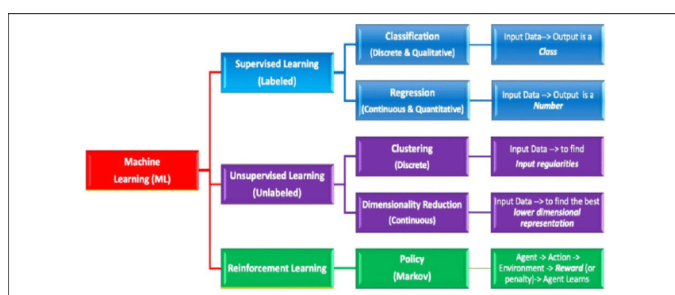 Classification
(Discrete & Qualitative)
Input Data--> Output is a
Class
Supervised Learning
(Labeled)
Regression
(Continuous & Quantitative)
Input Data --> Output is a
Number
Machine
Learning (ML)
Unsupervised Learning
(Unlabeled)
Clustering
(Discrete)
Input Data --> to find
Input regularities
Dimensionality Reduction
(Continuous)
Input Data --> to find the best
lower dimensional
representation
Reinforcement Learning
Policy
(Markov)
Agent -> Action ->
Environment -> Reward (or
penalty)-> Agent Learns